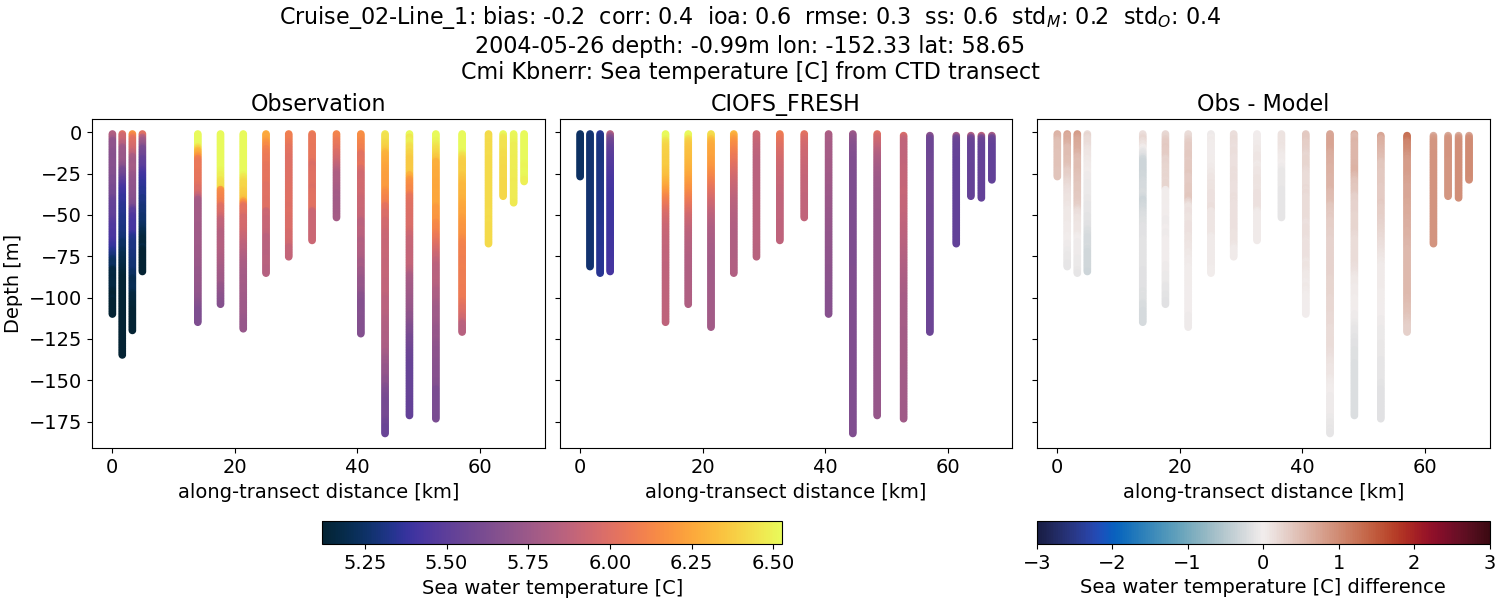 Cruise_02-Line_1: bias: -0.2  corr: 0.4  ioa: 0.6  rmse: 0.3  ss: 0.6  std_M: 0.2  std_O: 0.4
2004-05-26 depth: -0.99m lon: -152.33 lat: 58.65
Cmi Kbnerr: Sea temperature [C] from CTD transect
Observation
CIOFS_FRESH
Obs - Model
Depth [m]
0
−25
−50
−75
−100
−125
−150
−175
0 20 40 60
0 20 40 60
0 20 40 60
along-transect distance [km]
along-transect distance [km]
along-transect distance [km]
5.25 5.50 5.75 6.00 6.25 6.50
Sea water temperature [C]
−3 −2 −1 0 1 2 3
Sea water temperature [C] difference